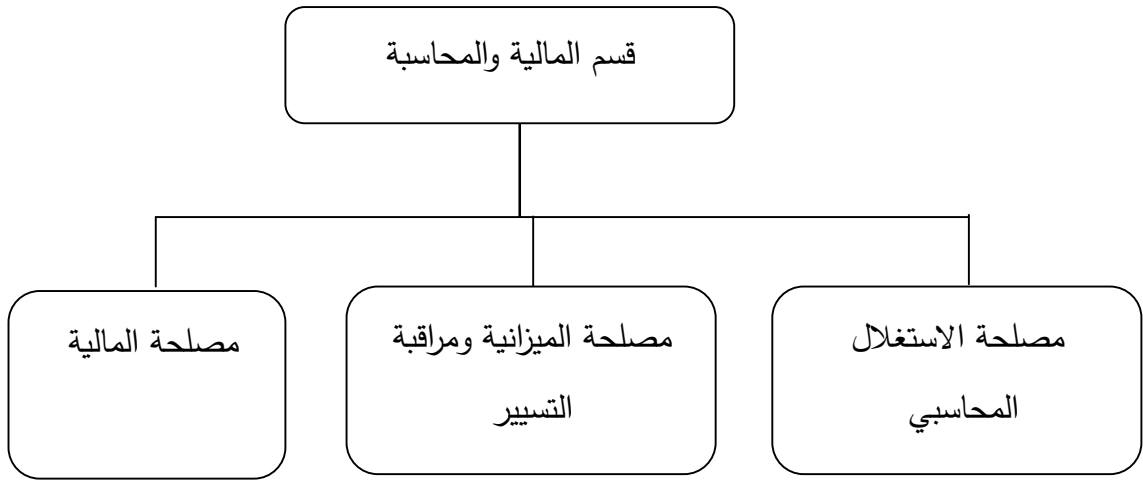 قسم المالية والمحاسبة
مصلحة الاستغلال
المحاسبي
مصلحة الميزانية ومراقبة
التسيير
مصلحة المالية